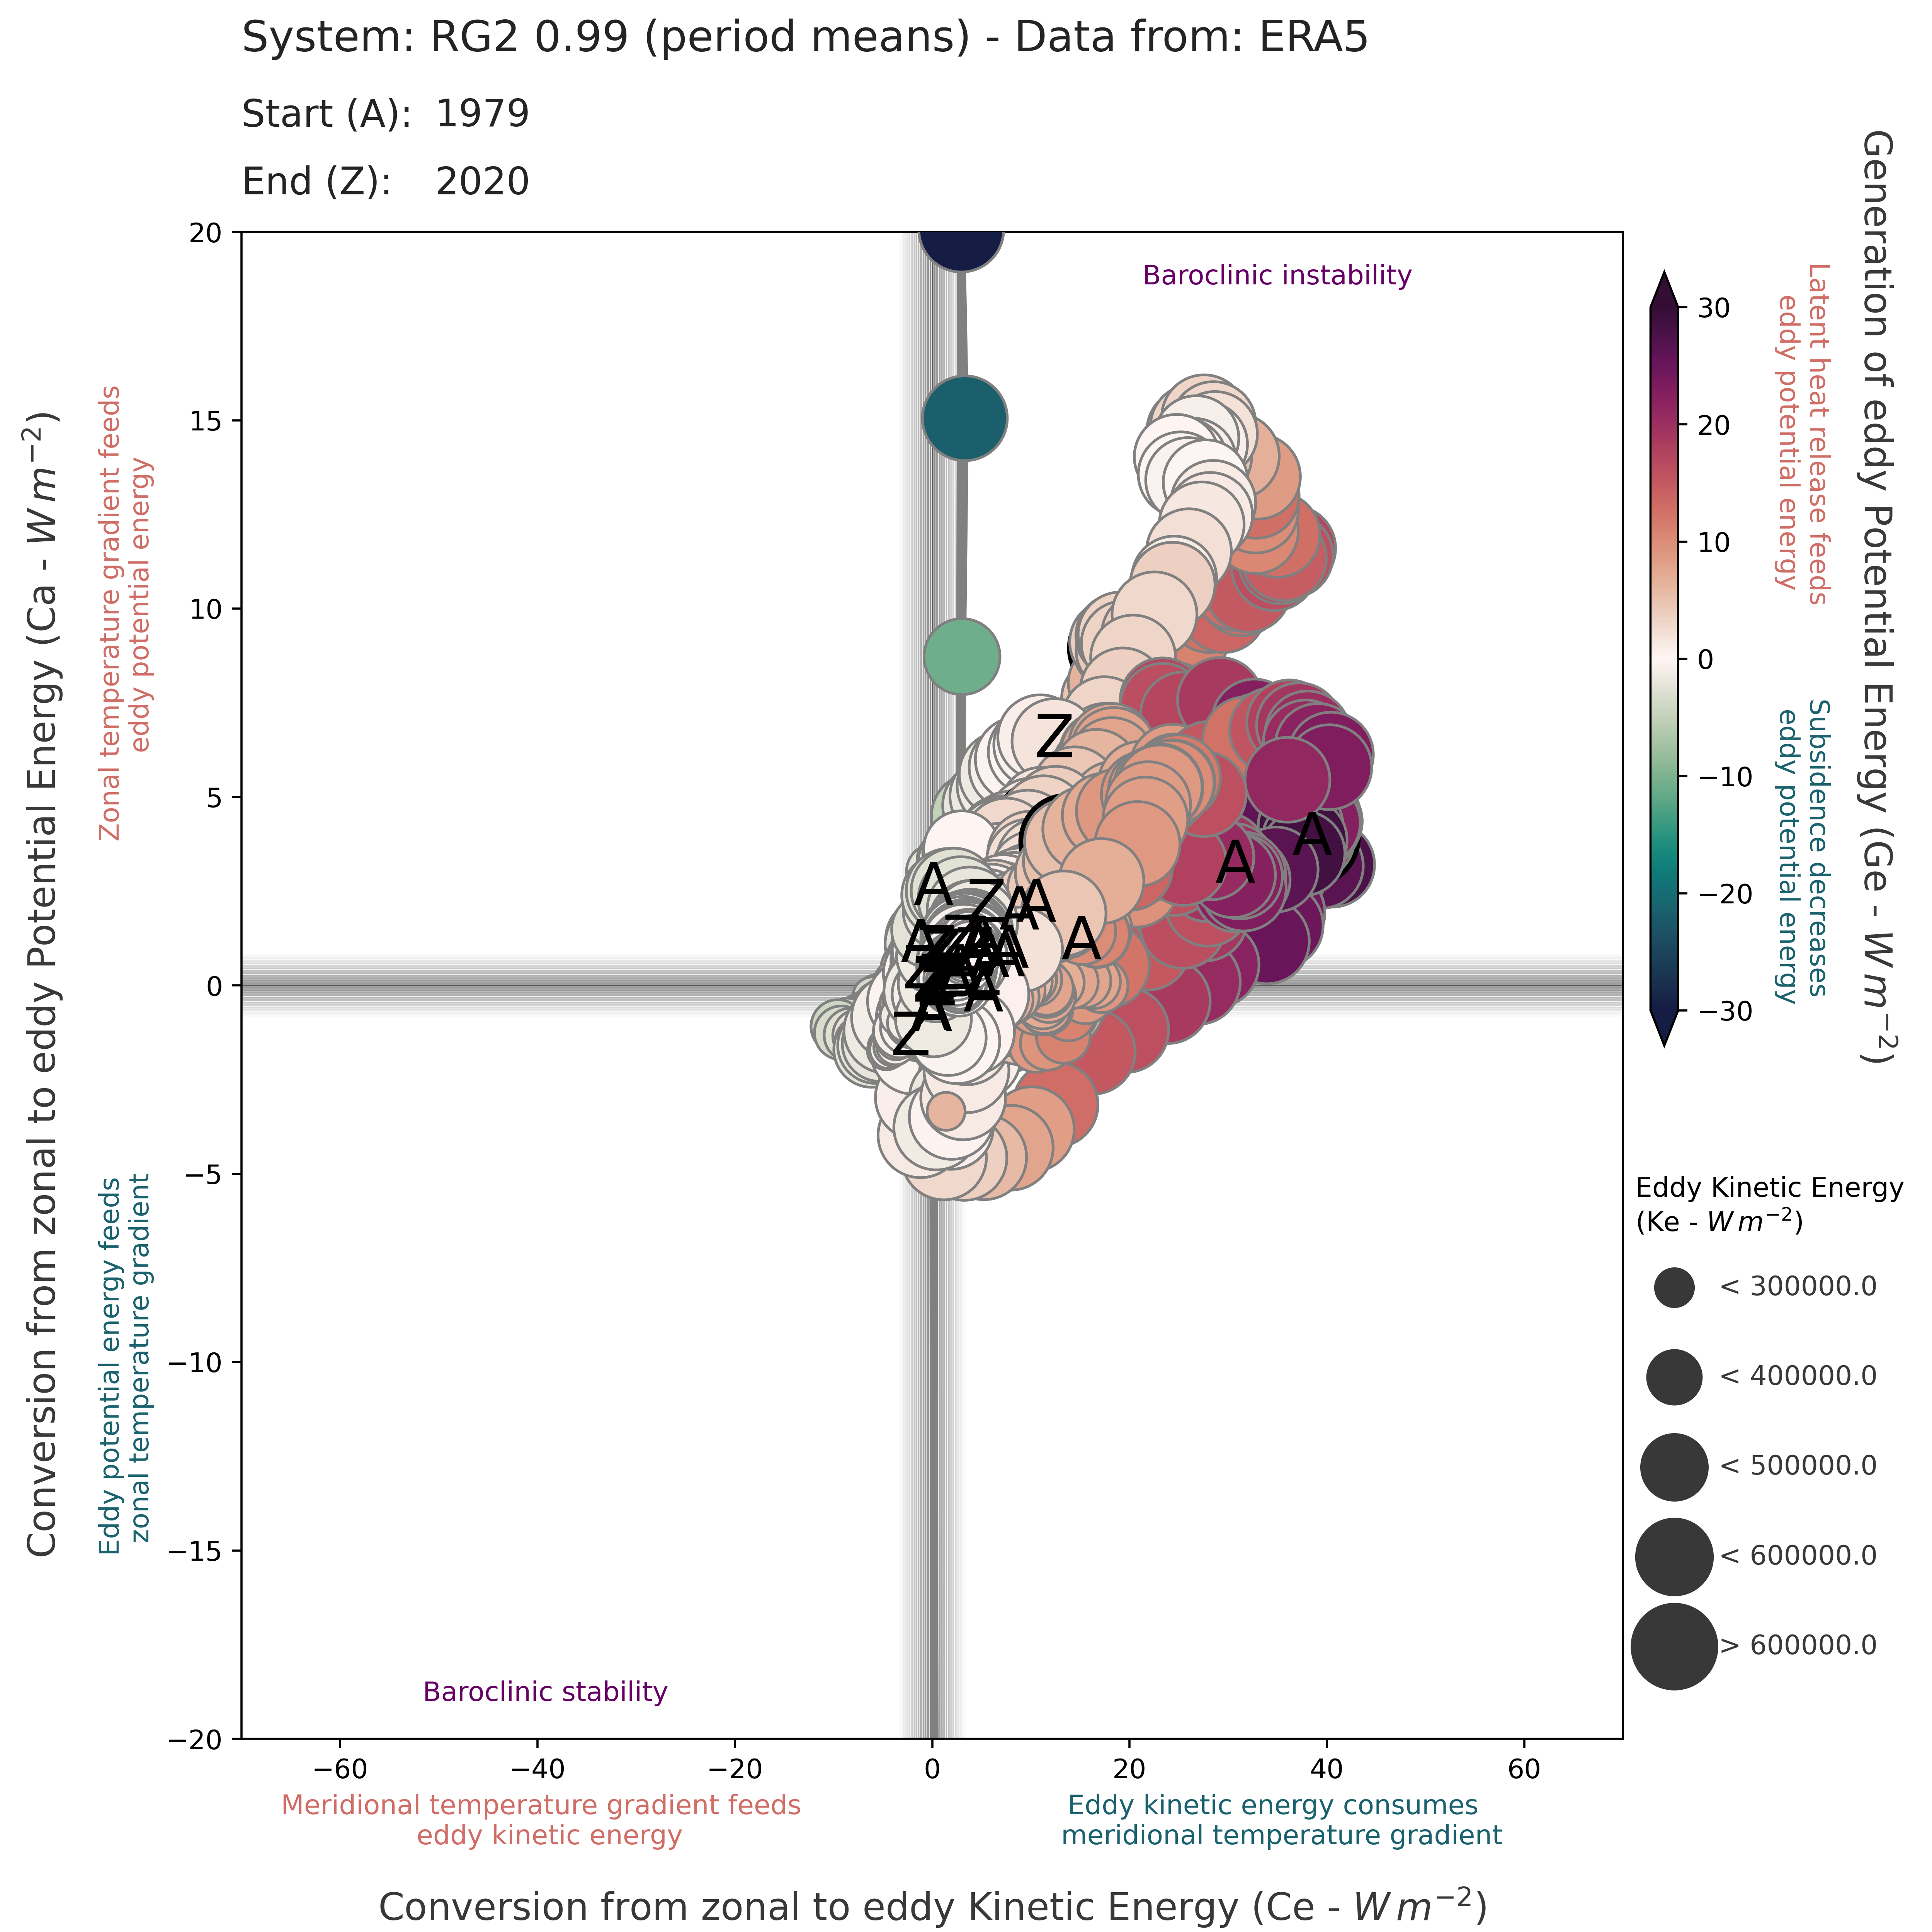 System: RG2 0.99 (period means) - Data from: ERA5
Start (A): 1979
End (Z): 2020
Conversion from zonal to eddy Potential Energy (Ca - W m⁻²)
Zonal temperature gradient feeds
eddy potential energy
Eddy potential energy feeds
zonal temperature gradient
20
15
10
5
0
−5
−10
−15
−20
Baroclinic instability
Z
A
A
A
Z
A
A
A
A
Z
Baroclinic stability
−60
−40
−20
0
20
40
60
Meridional temperature gradient feeds
eddy kinetic energy
Eddy kinetic energy consumes
meridional temperature gradient
Conversion from zonal to eddy Kinetic Energy (Ce - W m⁻²)
30
20
10
0
−10
−20
−30
Latent heat release feeds
eddy potential energy
Subsidence decreases
eddy potential energy
Generation of eddy Potential Energy (Ge - W m⁻²)
Eddy Kinetic Energy
(Ke - W m⁻²)
< 300000.0
< 400000.0
< 500000.0
< 600000.0
> 600000.0